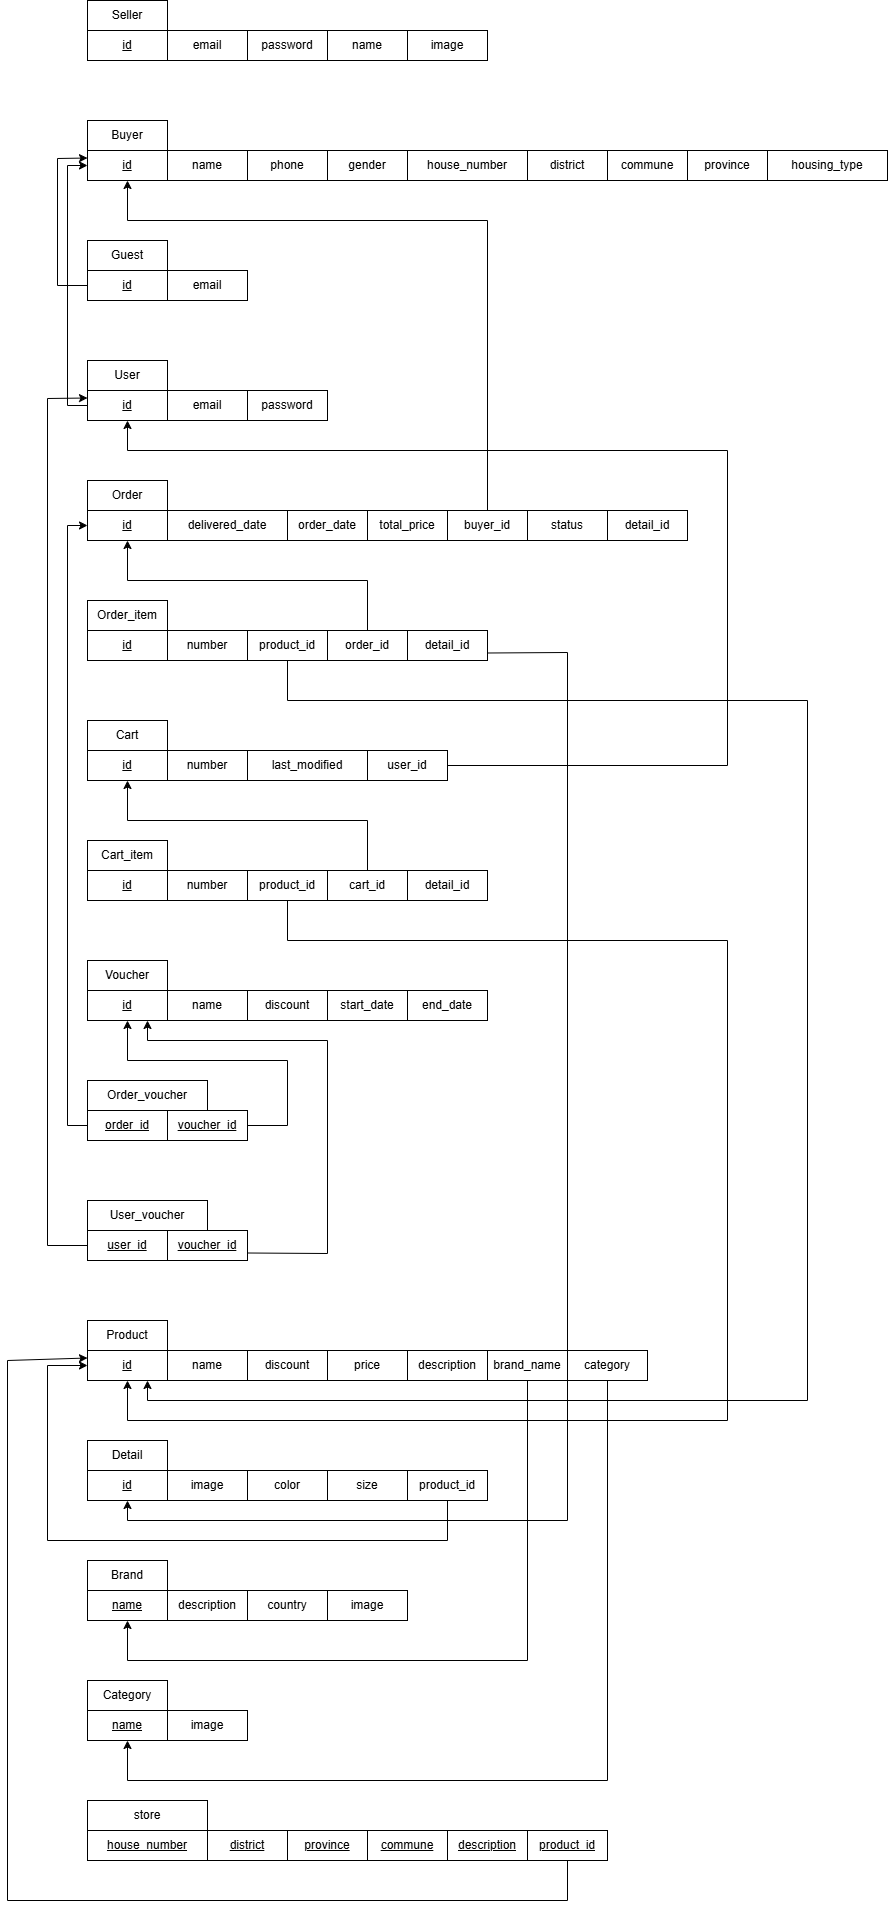 Seller
id email password name image
Buyer
id name phone gender house_number district commune province housing_type
Guest
id email
User
id email password
Order
id delivered_date order_date total_price buyer_id status detail_id
Order_item
id number product_id order_id detail_id
Cart
id number last_modified user_id
Cart_item
id number product_id cart_id detail_id
Voucher
id name discount start_date end_date
Order_voucher
order_id voucher_id
User_voucher
user_id voucher_id
Product
id name discount price description brand_name category
Detail
id image color size product_id
Brand
name description country image
Category
name image
store
house_number district province commune description product_id